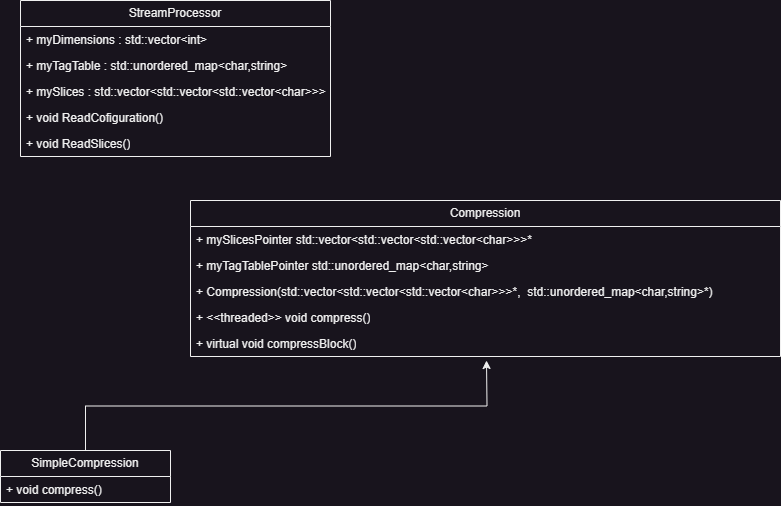 StreamProcessor
+ myDimensions : std::vector<int>
+ myTagTable : std::unordered_map<char,string>
+ mySlices : std::vector<std::vector<std::vector<char>>>
+ void ReadCofiguration()
+ void ReadSlices()
Compression
+ mySlicesPointer std::vector<std::vector<std::vector<char>>>*
+ myTagTablePointer std::unordered_map<char,string>
+ Compression(std::vector<std::vector<std::vector<char>>>*,  std::unordered_map<char,string>*)
+ <<threaded>> void compress()
+ virtual void compressBlock()
SimpleCompression
+ void compress()